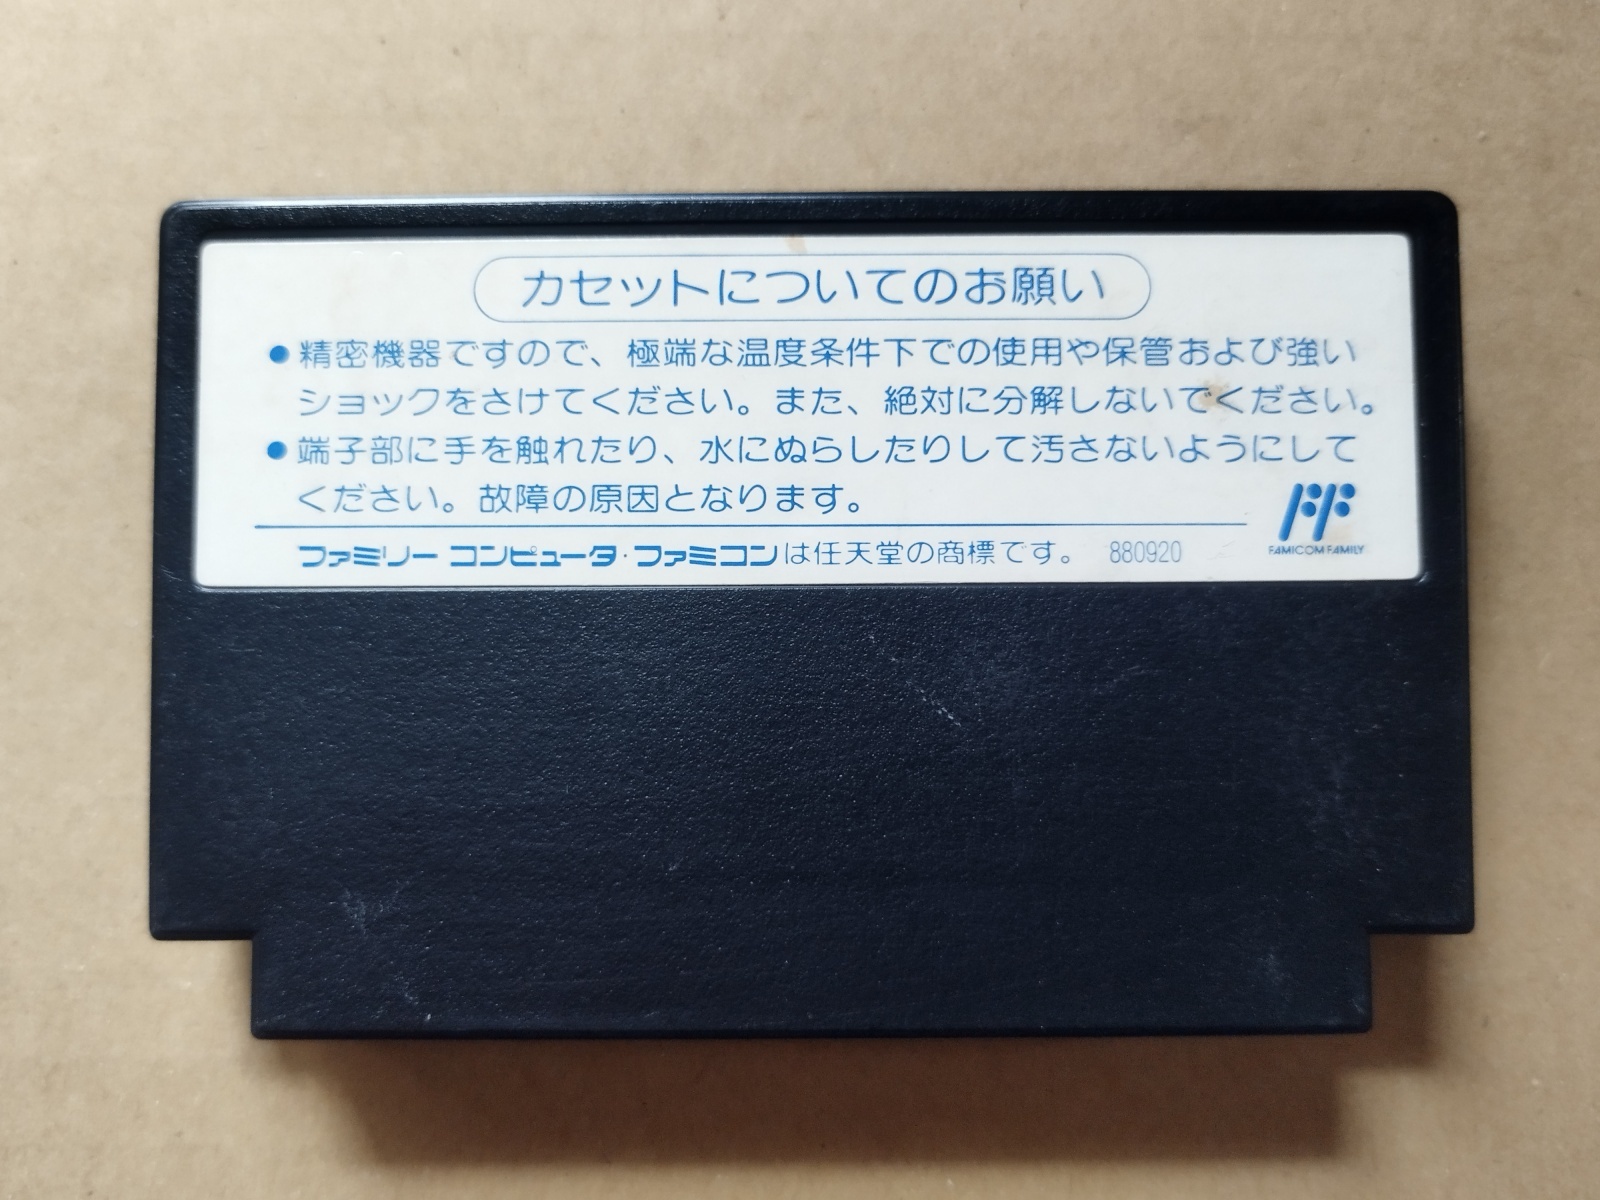 カセットについてのお願い
●精密機器ですので、極端な温度条件下での使用や保管および強い
ショックをさけてください。また、絶対に分解しないでください。
●端子部に手を触れたり、水にぬらしたりして汚さないようにして
ください。故障の原因となります。
ファミリー コンピュータ・ファミコンは任天堂の商標です。 880920
FAMICOM FAMILY